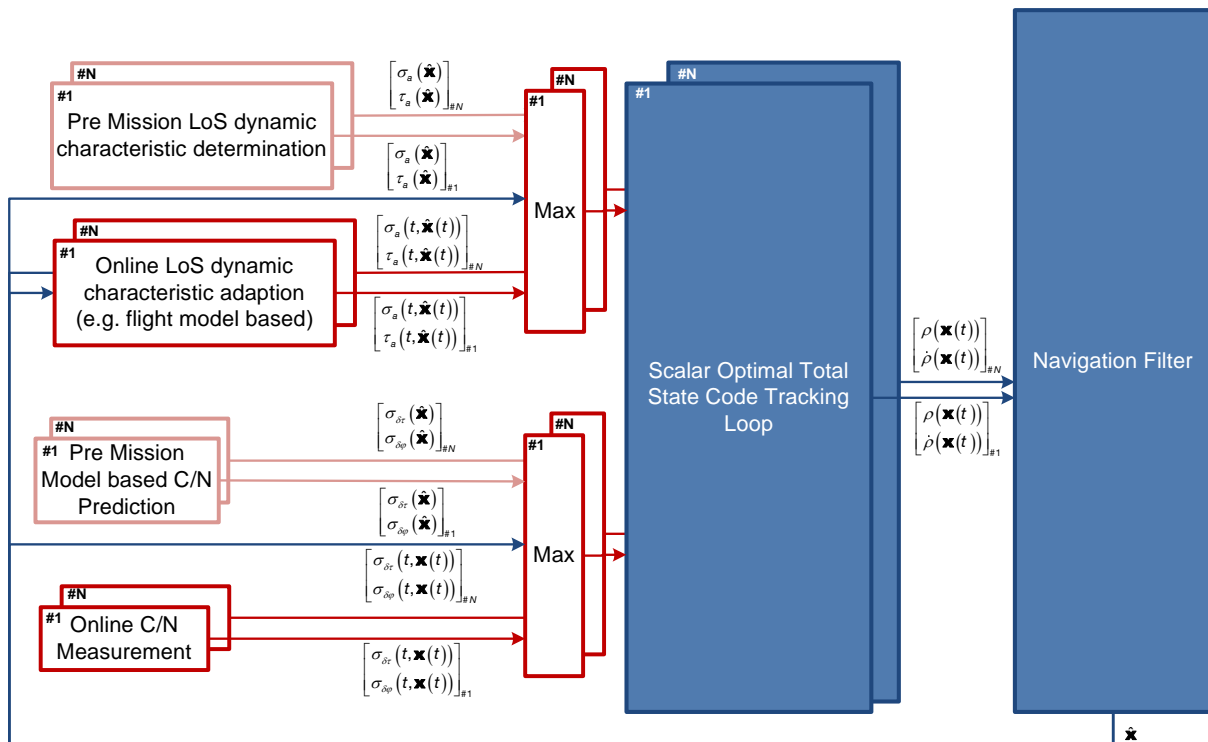 #N
#1
Pre Mission LoS dynamic
characteristic determination
[σₐ(x̂)
τₐ(x̂)]#N
[σₐ(x̂)
τₐ(x̂)]#1
#N
#1
Online LoS dynamic
characteristic adaption
(e.g. flight model based)
[σₐ(t,x̂(t))
τₐ(t,x̂(t))]#N
[σₐ(t,x̂(t))
τₐ(t,x̂(t))]#1
#N
#1
Max
#N
#1 Pre Mission
Model based C/N
Prediction
[σδτ(x̂)
σδφ(x̂)]#N
[σδτ(x̂)
σδφ(x̂)]#1
#N
#1 Online C/N
Measurement
[σδτ(t,x(t))
σδφ(t,x(t))]#N
[σδτ(t,x(t))
σδφ(t,x(t))]#1
#N
#1
Max
#N
#1
Scalar Optimal Total
State Code Tracking
Loop
[ρ(x(t))
ρ̇(x(t))]#N
[ρ(x(t))
ρ̇(x(t))]#1
Navigation Filter
x̂